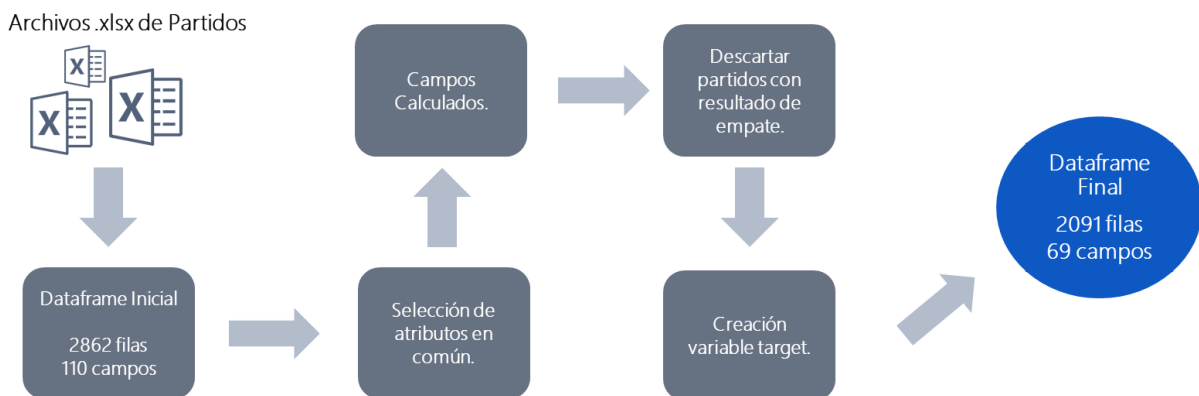 Archivos .xlsx de Partidos
X
X
X
Dataframe Inicial
2862 filas
110 campos
Selección de
atributos en
común.
Campos
Calculados.
Descartar
partidos con
resultado de
empate.
Creación
variable target.
Dataframe
Final
2091 filas
69 campos